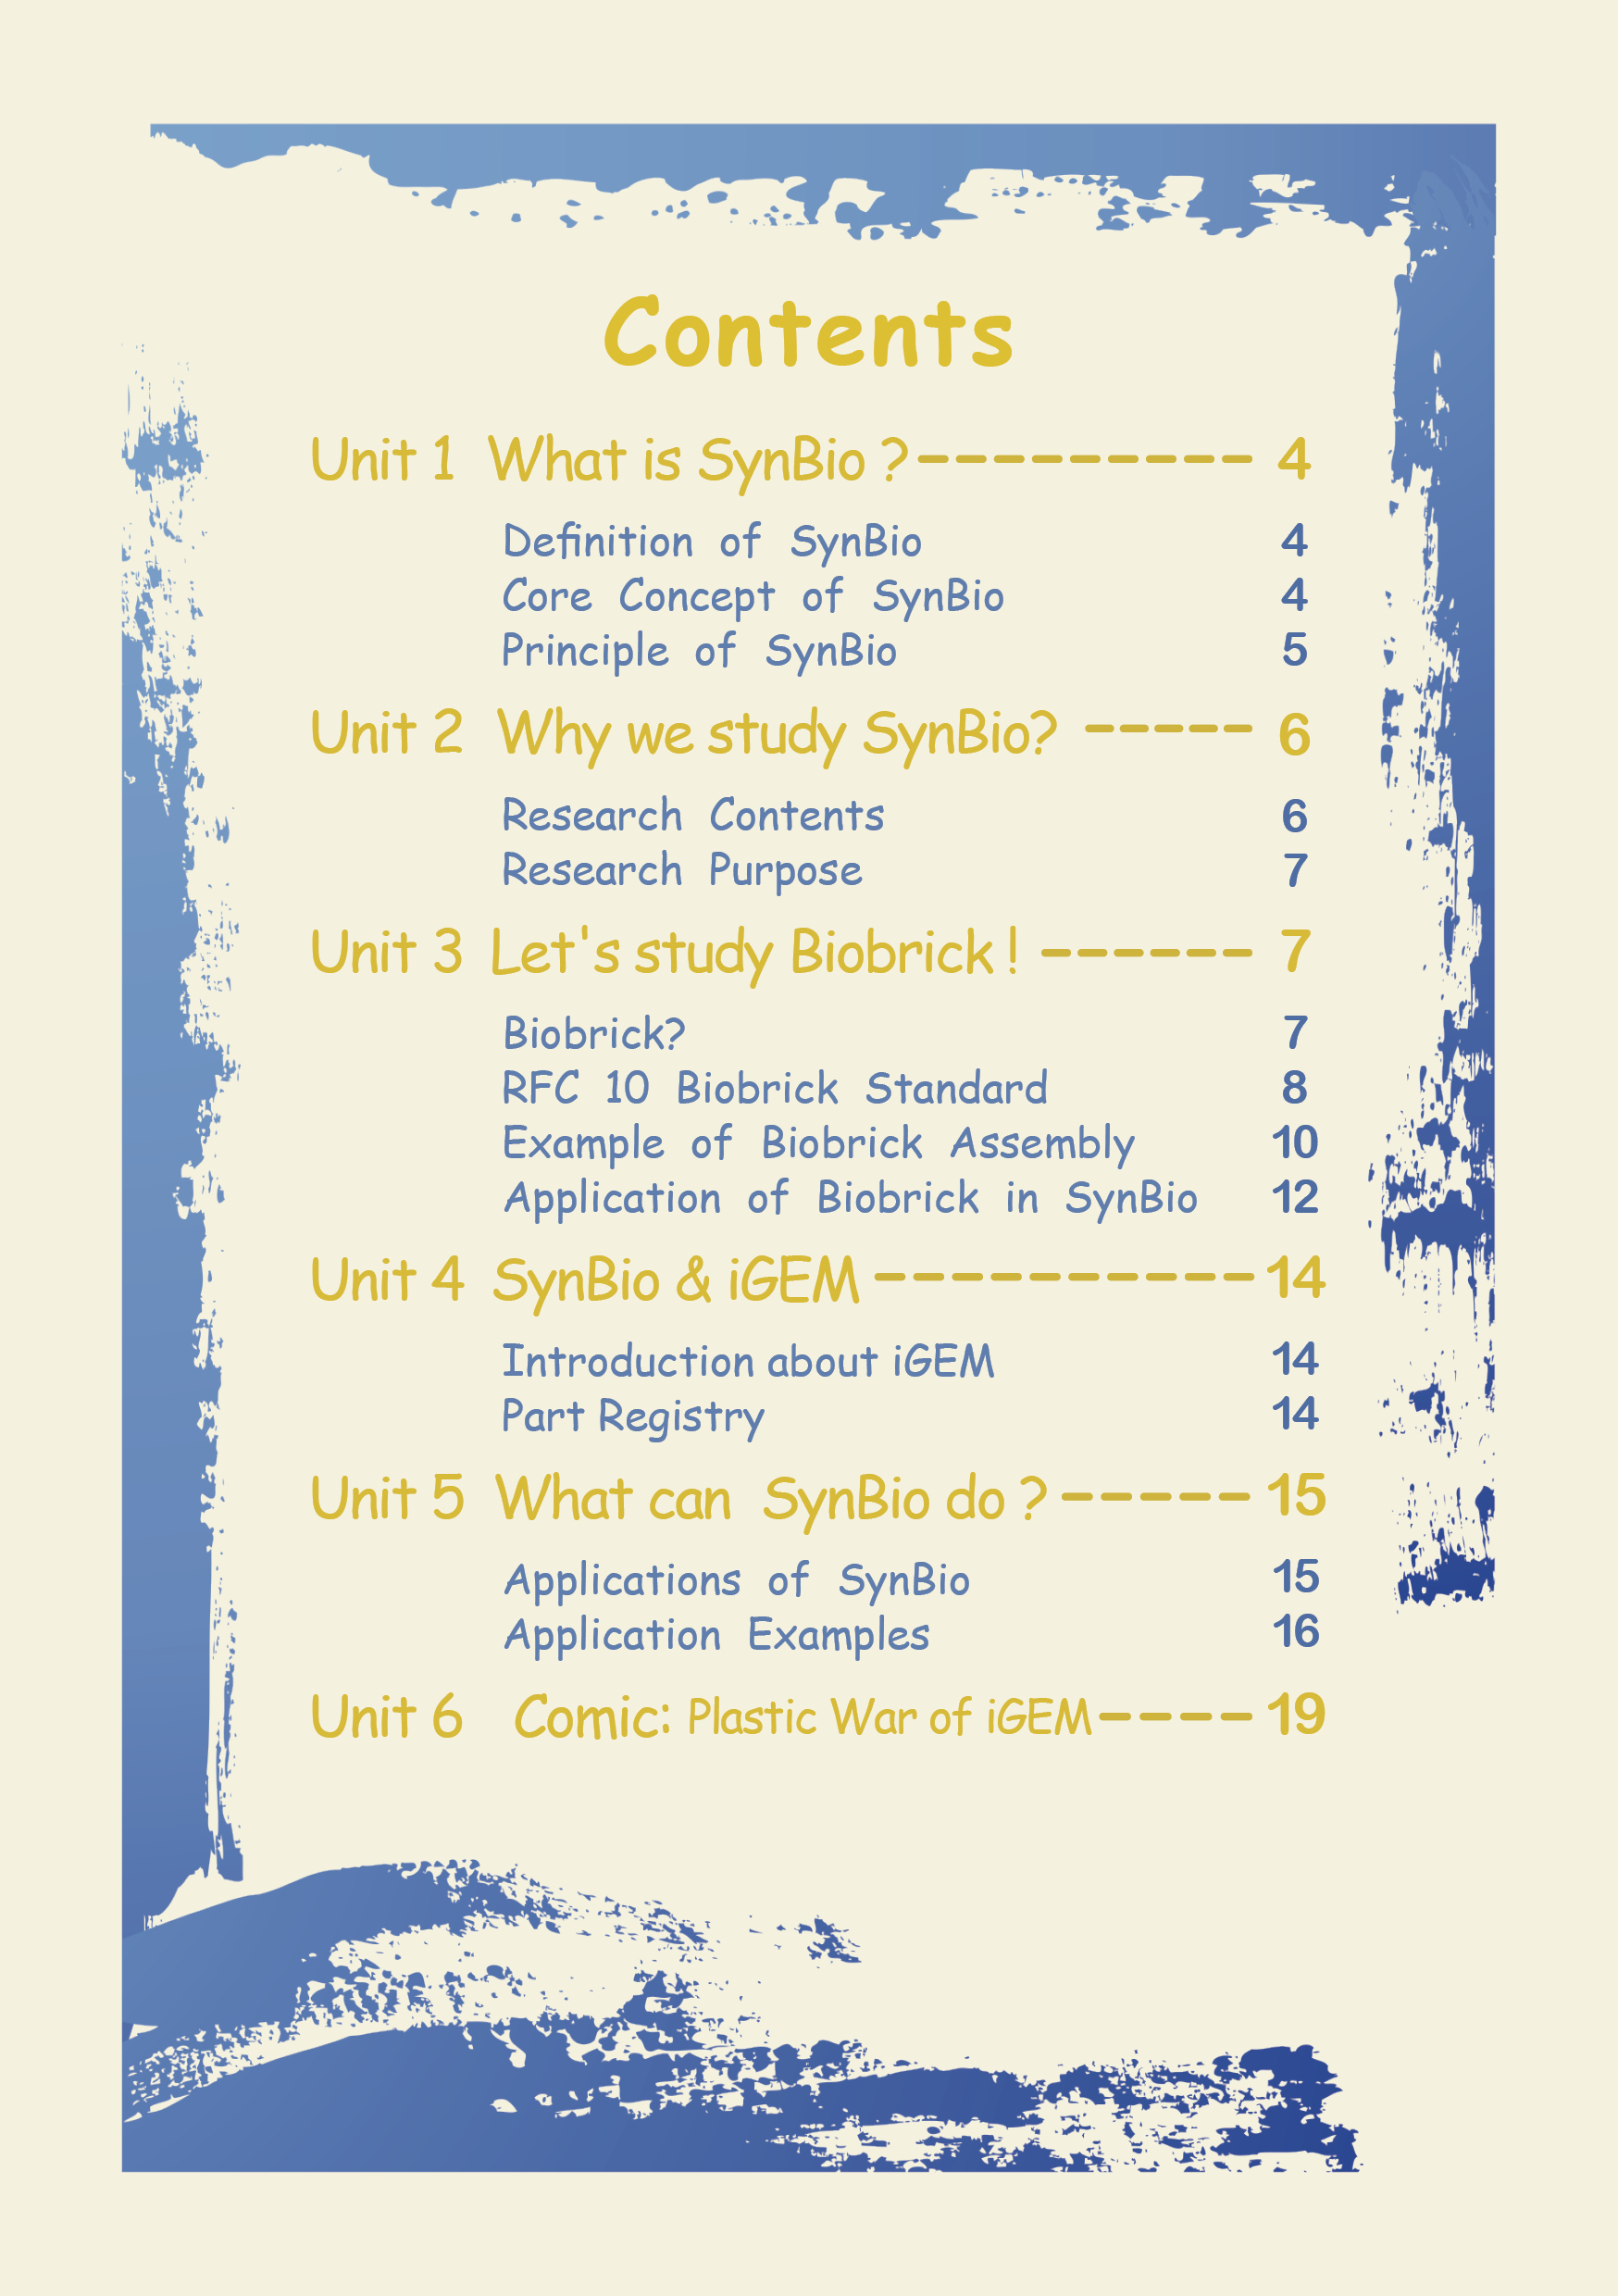 Contents
Unit 1 What is SynBio ?--------- 4
Definition of SynBio 4
Core Concept of SynBio 4
Principle of SynBio 5
Unit 2 Why we study SynBio? ----- 6
Research Contents 6
Research Purpose 7
Unit 3 Let's study Biobrick ! ------ 7
Biobrick? 7
RFC 10 Biobrick Standard 8
Example of Biobrick Assembly 10
Application of Biobrick in SynBio 12
Unit 4 SynBio & iGEM ---------- 14
Introduction about iGEM 14
Part Registry 14
Unit 5 What can SynBio do ?----- 15
Applications of SynBio 15
Application Examples 16
Unit 6 Comic: Plastic War of iGEM---- 19